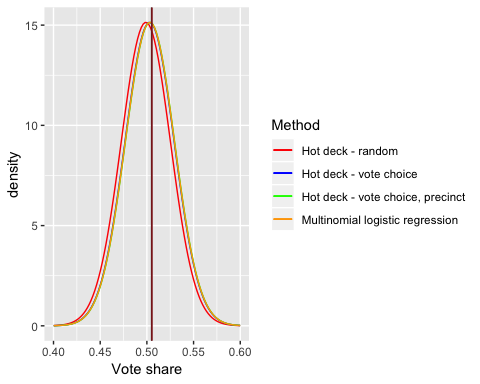 15
10
5
0
density
0.40 0.45 0.50 0.55 0.60
Vote share
Method
Hot deck - random
Hot deck - vote choice
Hot deck - vote choice, precinct
Multinomial logistic regression